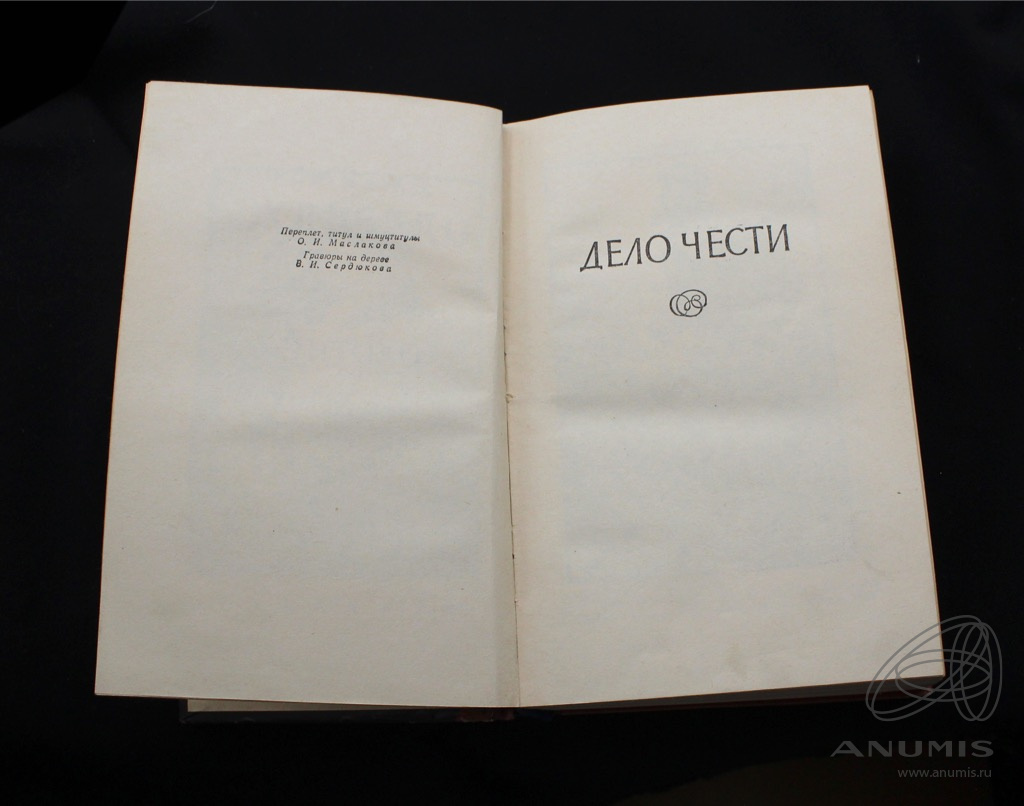 Переплет, титул и шмуцтитулы
О. И. Маслакова
Гравюры на дереве
В. И. Сердюкова
ДЕЛО ЧЕСТИ
ANUMIS
www.anumis.ru